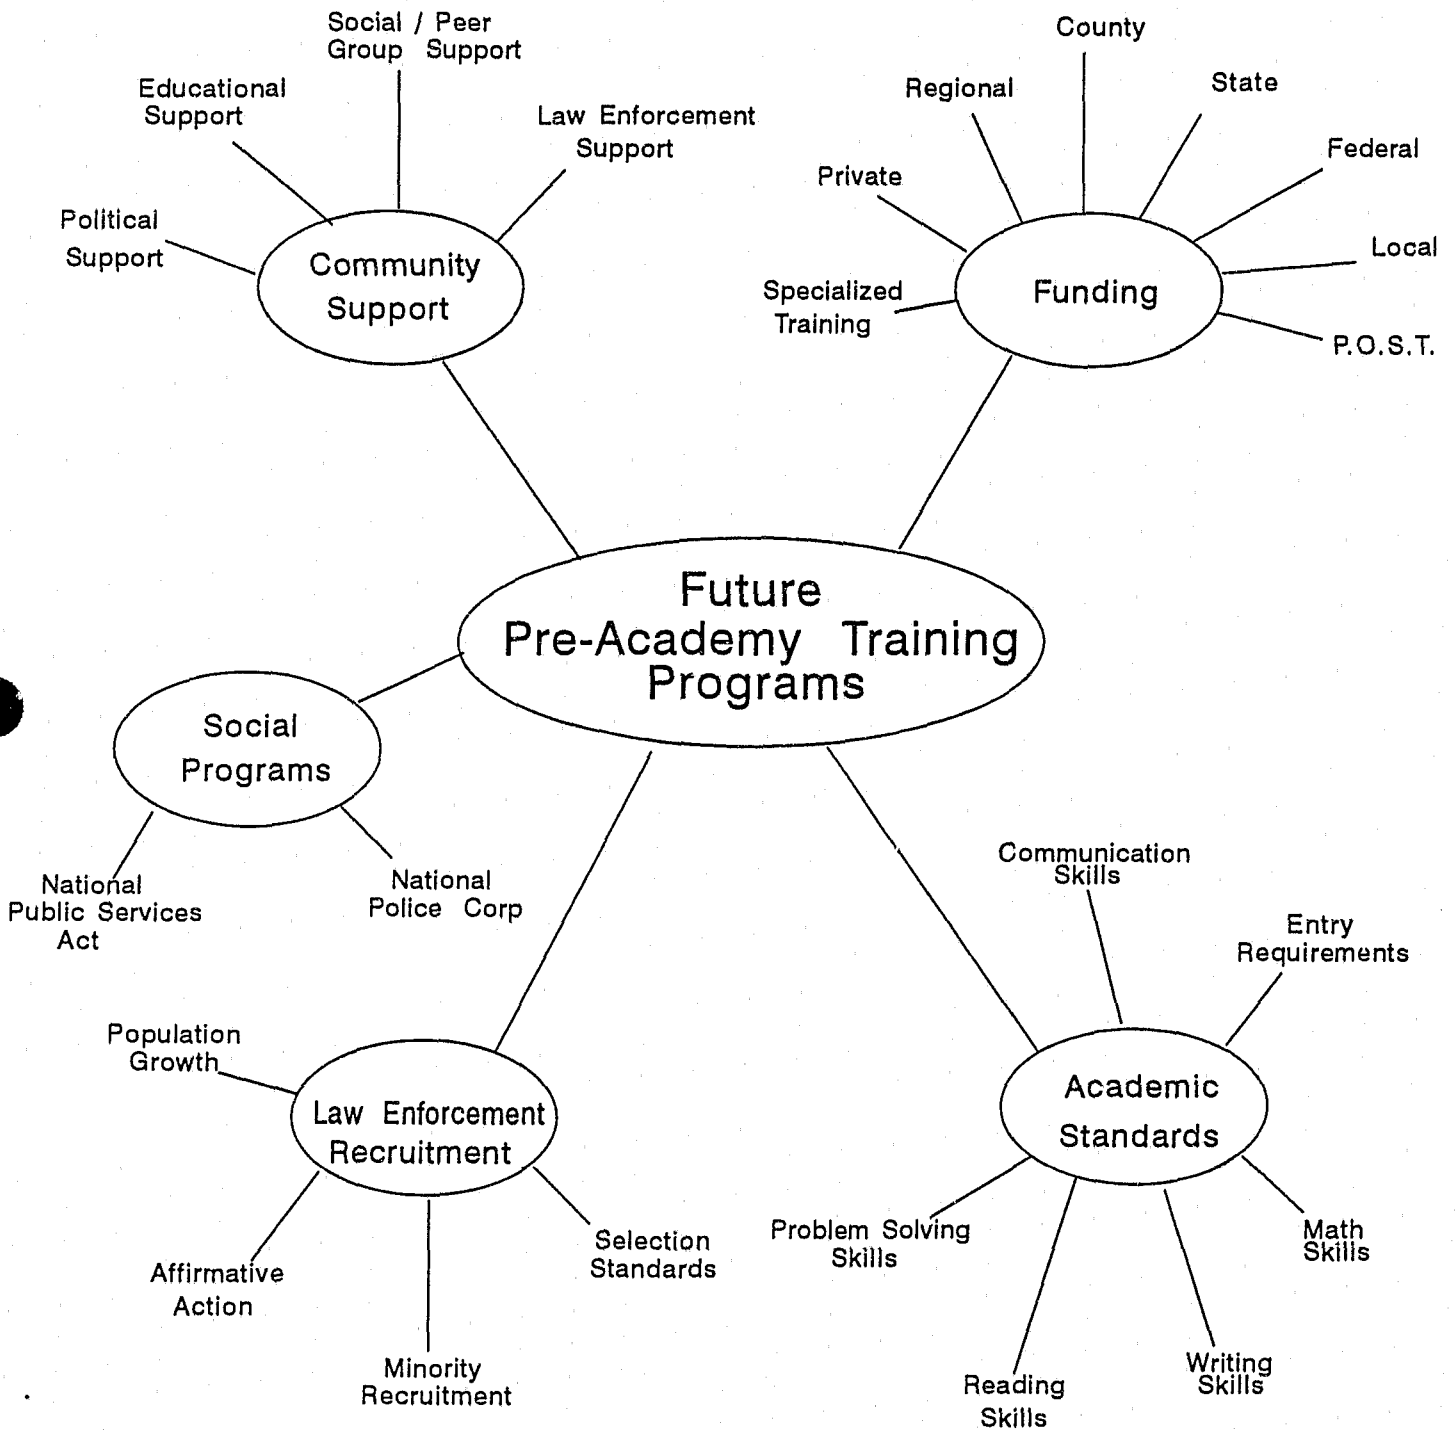 Social / Peer
Group Support
Educational
Support
Law Enforcement
Support
Political
Support
Community
Support
County
Regional
State
Private
Federal
Specialized
Training
Local
P.O.S.T.
Funding
Future
Pre-Academy Training
Programs
Social
Programs
National
Public Services
Act
National
Police Corp
Population
Growth
Law Enforcement
Recruitment
Affirmative
Action
Minority
Recruitment
Selection
Standards
Communication
Skills
Entry
Requirements
Academic
Standards
Problem Solving
Skills
Reading
Skills
Writing
Skills
Math
Skills